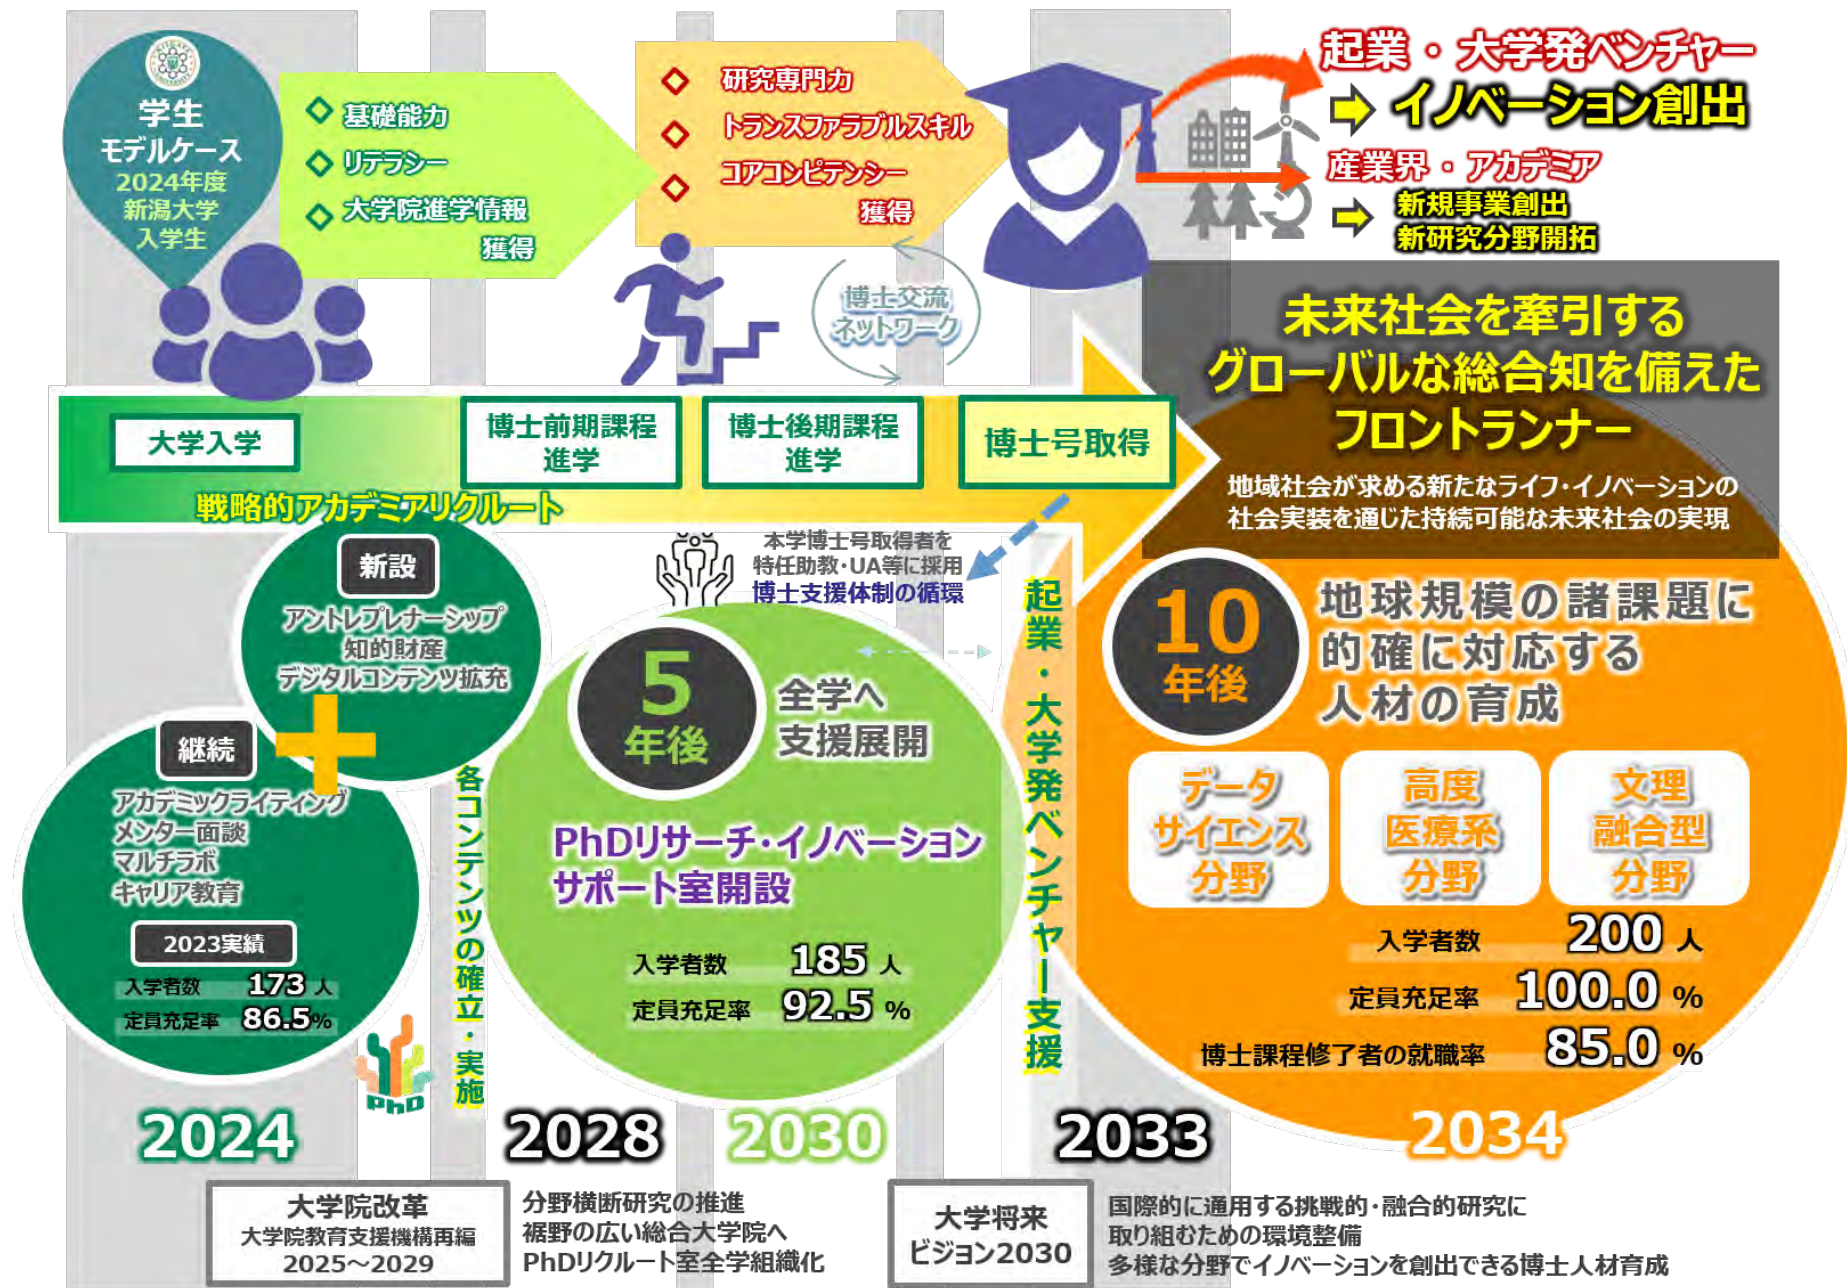 学生
モデルケース
2024年度
新潟大学
入学生
基礎能力
リテラシー
大学院進学情報
獲得
研究専門力
トランスファラブルスキル
コアコンピテンシー
獲得
起業・大学発ベンチャー
イノベーション創出
産業界・アカデミア
新規事業創出
新研究分野開拓
博士交流
ネットワーク
未来社会を牽引する
グローバルな総合知を備えた
フロントランナー
地域社会が求める新たなライフ・イノベーションの
社会実装を通じた持続可能な未来社会の実現
大学入学
博士前期課程
進学
博士後期課程
進学
博士号取得
戦略的アカデミアリクルート
新設
アントレプレナーシップ
知的財産
デジタルコンテンツ拡充
継続
アカデミックライティング
メンター面談
マルチラボ
キャリア教育
2023実績
入学者数 173 人
定員充足率 86.5%
PhD
各コンテンツの確立・実施
本学博士号取得者を
特任助教・UA等に採用
博士支援体制の循環
5
年後
全学へ
支援展開
PhDリサーチ・イノベーション
サポート室開設
入学者数 185 人
定員充足率 92.5 %
起業・大学発ベンチャー支援
10
年後
地球規模の諸課題に
的確に対応する
人材の育成
データ
サイエンス
分野
高度
医療系
分野
文理
融合型
分野
入学者数 200 人
定員充足率 100.0 %
博士課程修了者の就職率 85.0 %
2024
2028
2030
2033
2034
大学院改革
大学院教育支援機構再編
2025～2029
分野横断研究の推進
裾野の広い総合大学院へ
PhDリクルート室全学組織化
大学将来
ビジョン2030
国際的に通用する挑戦的・融合的研究に
取り組むための環境整備
多様な分野でイノベーションを創出できる博士人材育成